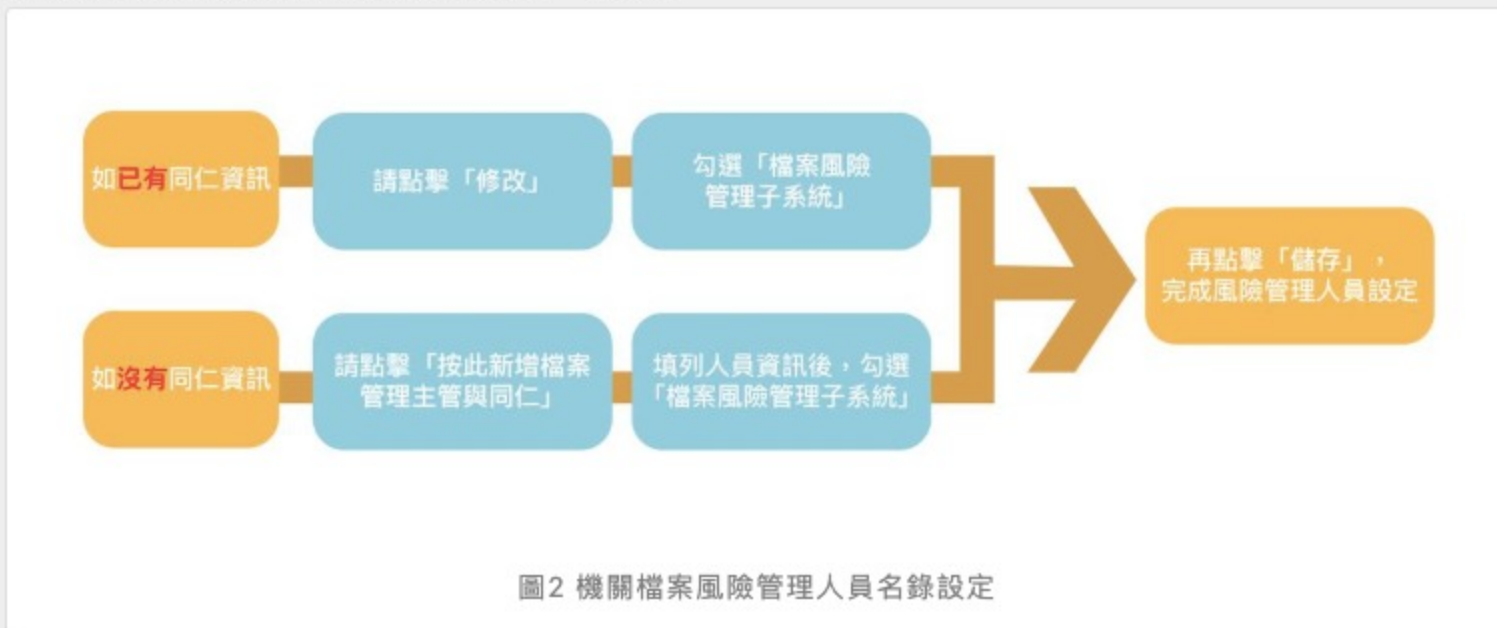 如已有同仁資訊
請點擊「修改」
勾選「檔案風險
管理子系統」
如沒有同仁資訊
請點擊「按此新增檔案
管理主管與同仁」
填列人員資訊後，勾選
「檔案風險管理子系統」
再點擊「儲存」，
完成風險管理人員設定
圖2 機關檔案風險管理人員名錄設定